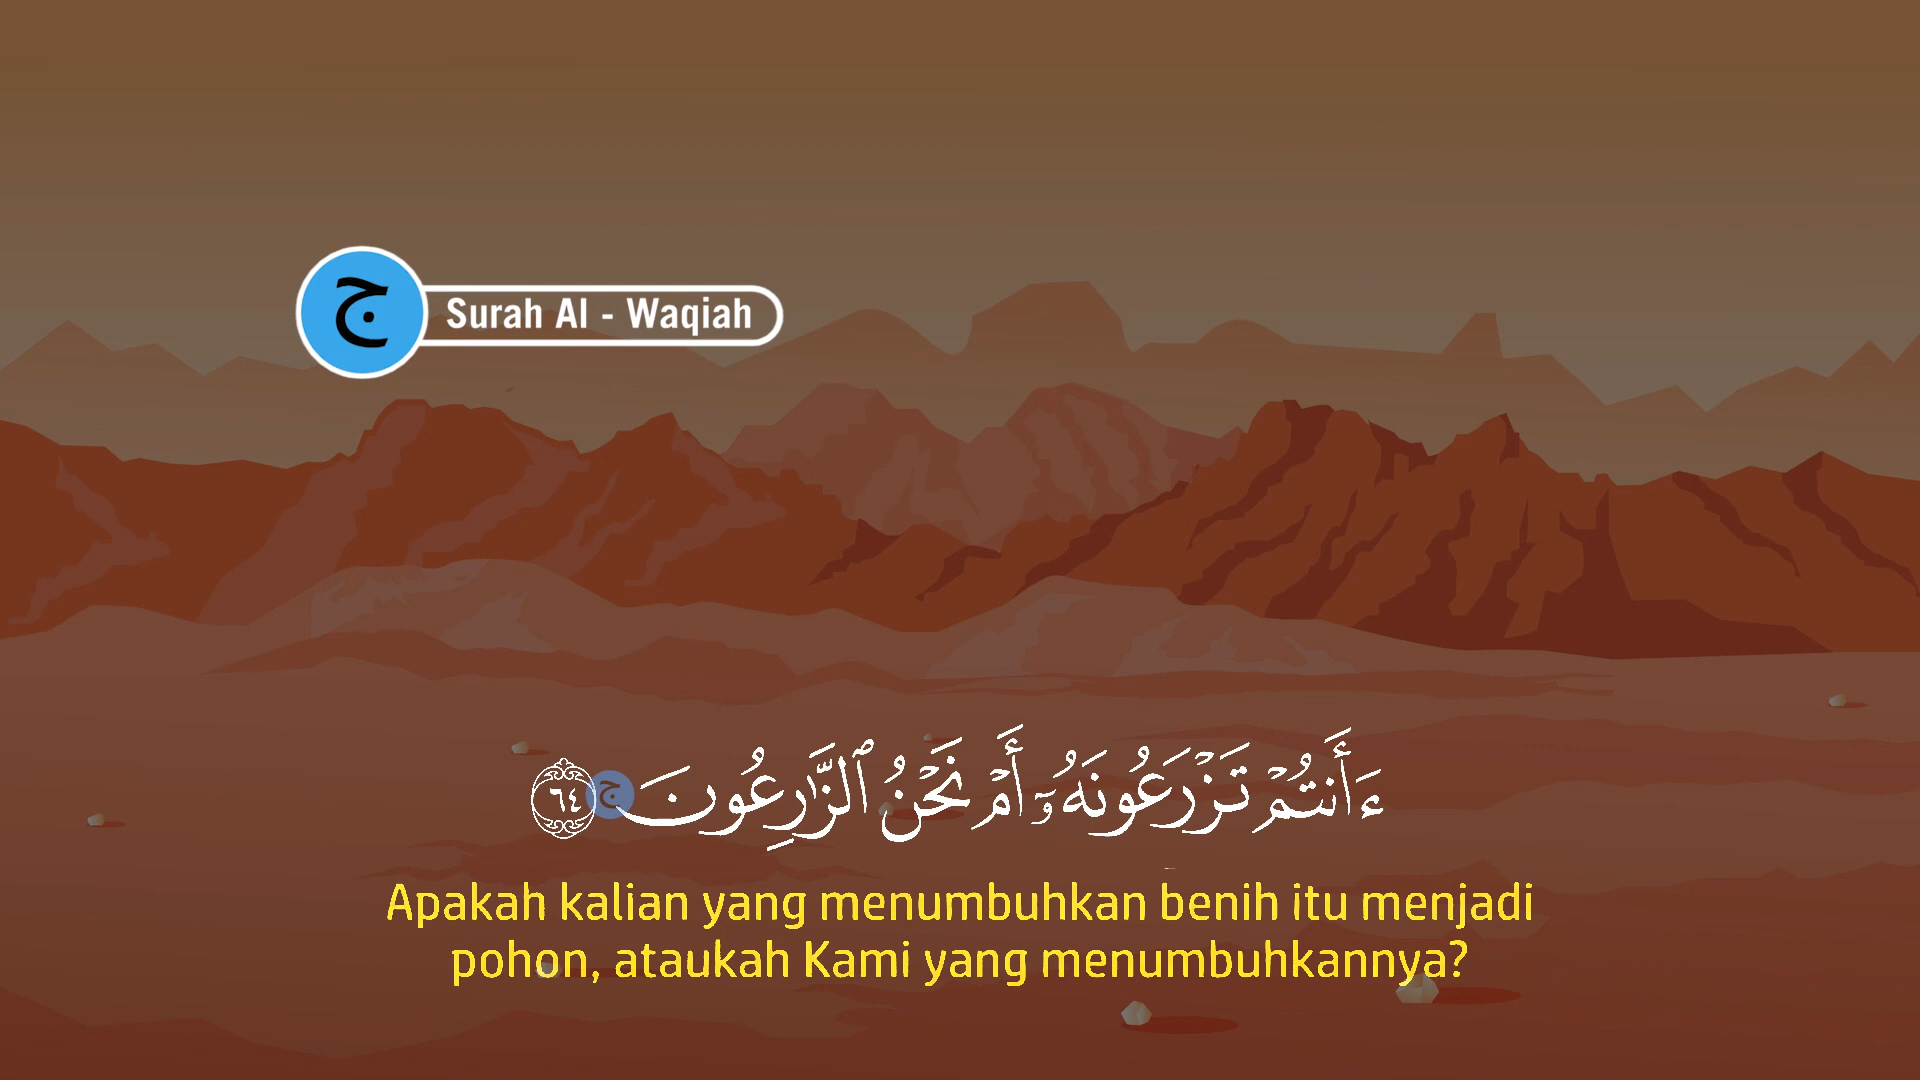 ج
Surah Al - Waqiah
ءَأَنتُمْ تَزْرَعُونَهُۥٓ أَمْ نَحْنُ ٱلزَّٰرِعُونَ ج ٦٤
Apakah kalian yang menumbuhkan benih itu menjadi
pohon, ataukah Kami yang menumbuhkannya?